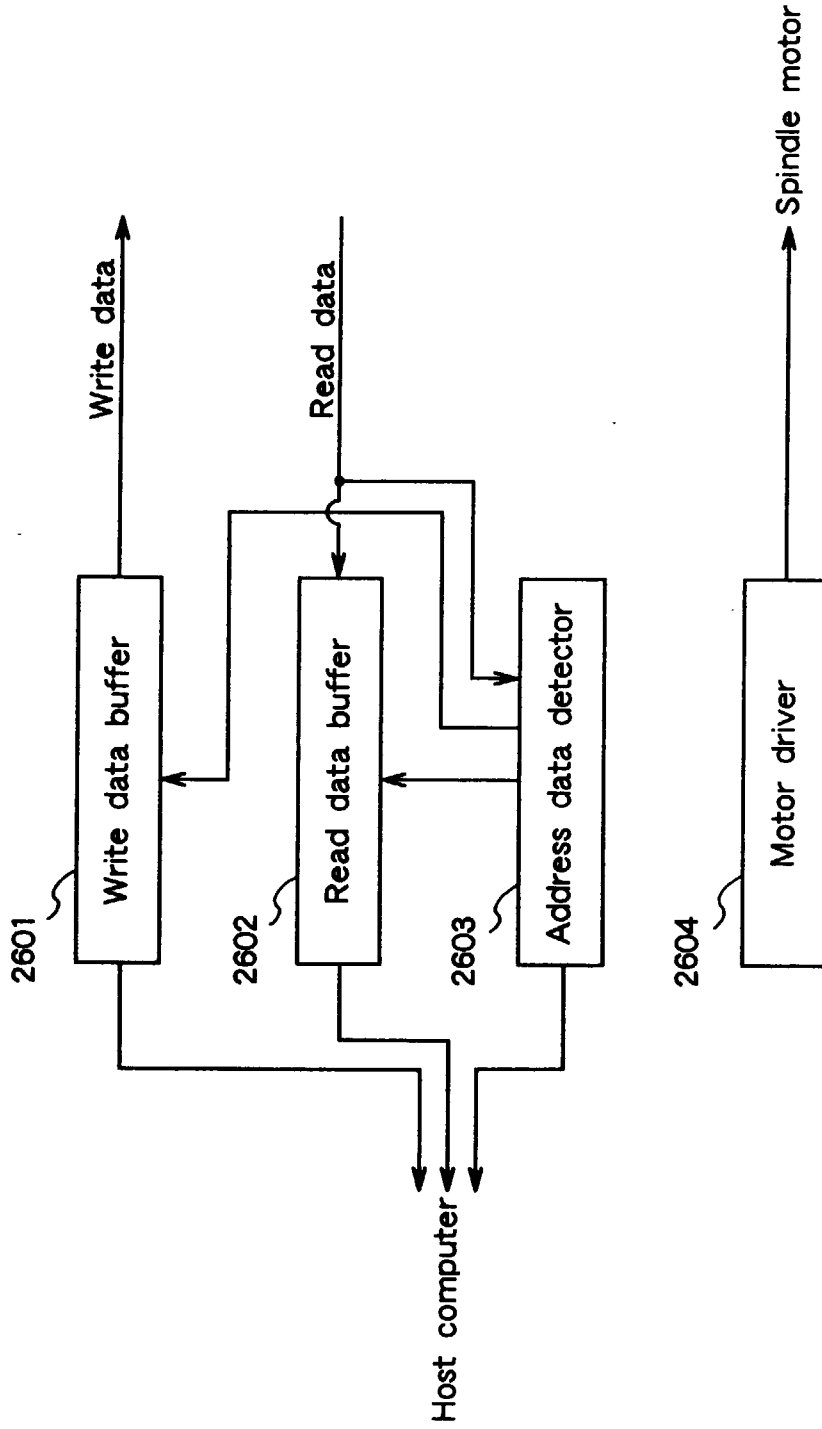 2601
Write data buffer
Write data
2602
Read data buffer
Read data
2603
Address data detector
Host computer
2604
Motor driver
Spindle motor